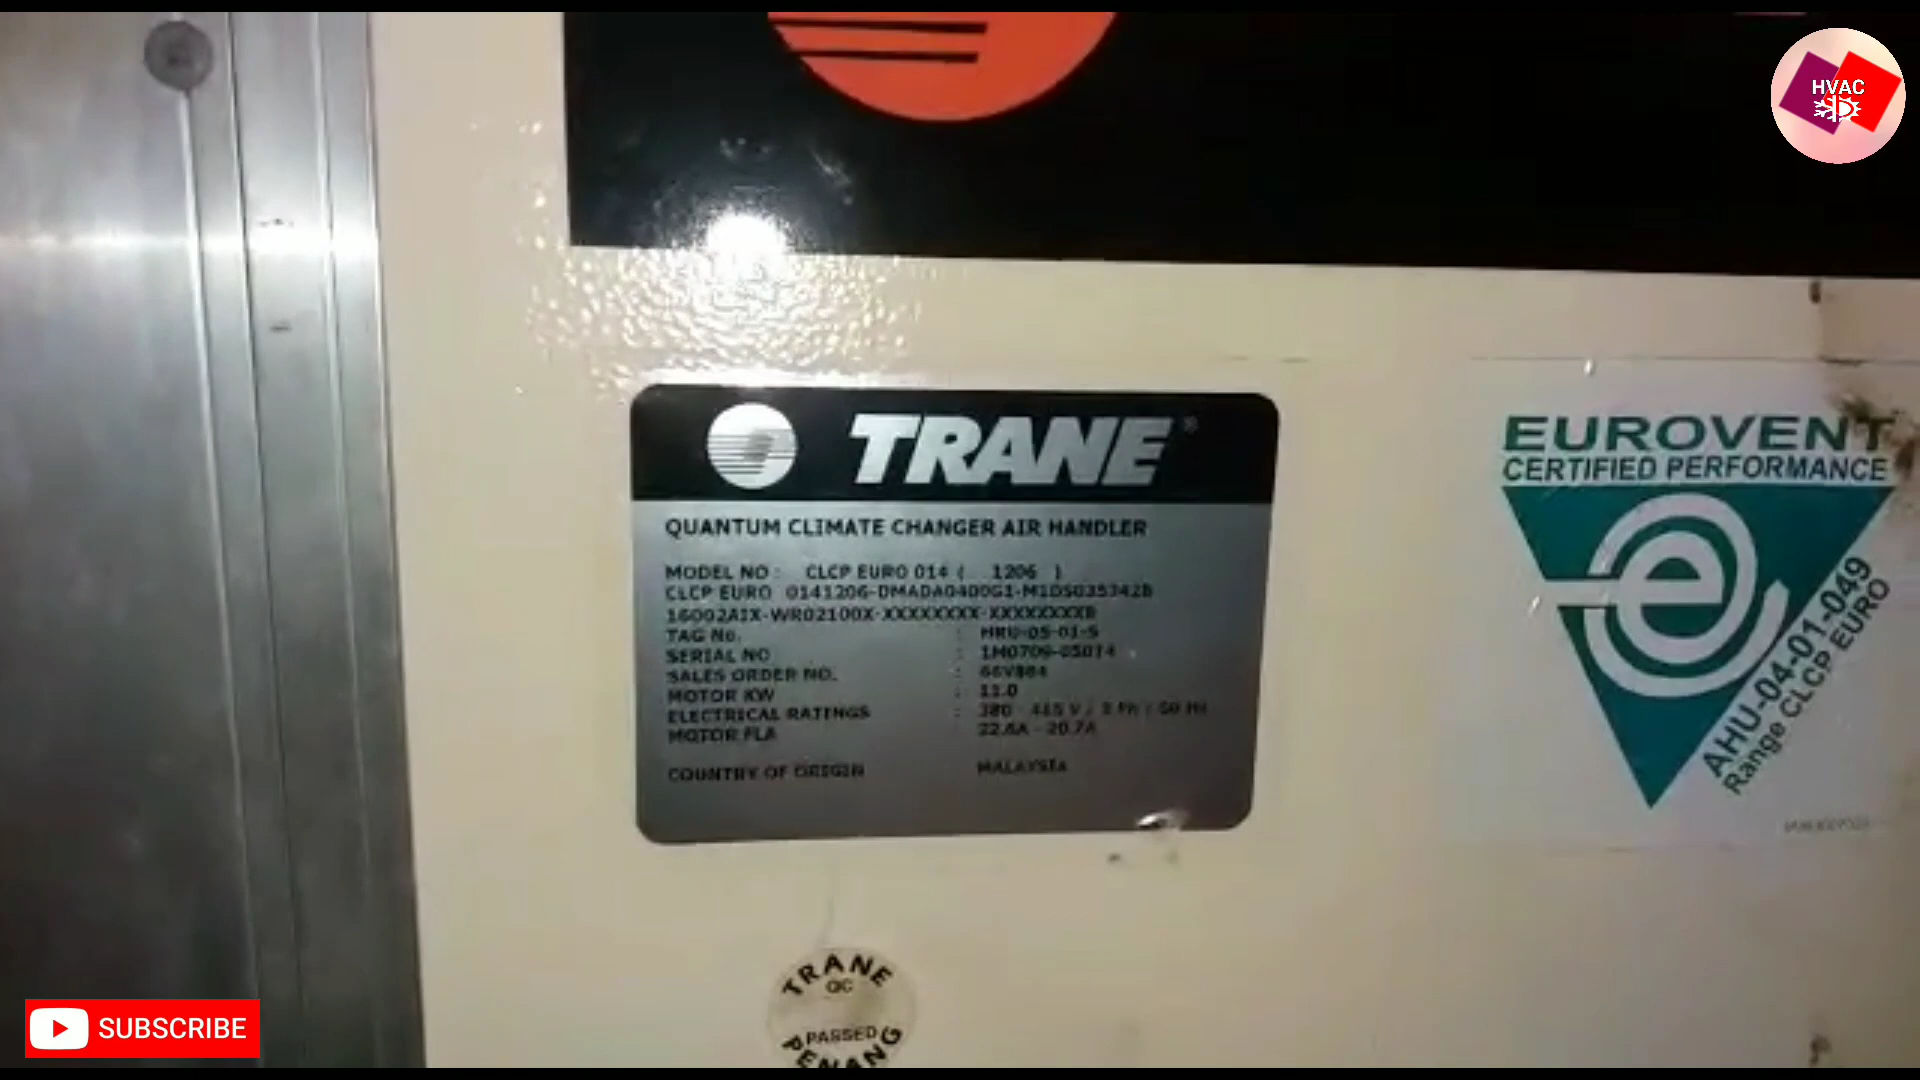 HVAC
TRANE®
QUANTUM CLIMATE CHANGER AIR HANDLER
MODEL NO : CLCP EURO 014 ( 1206 )
CLCP EURO 0141206-DMADA0400G1-M1DS035342B
16002A1X-WR02100X-XXXXXXXX-XXXXXXXXB
TAG No. : HRU-05-01-S
SERIAL NO :
SALES ORDER NO. :
MOTOR KW : 11.0
ELECTRICAL RATINGS : 380 - 415 V / 3 Ph / 50 Hz
MOTOR FLA 22.6A - 20.7A
COUNTRY OF ORIGIN MALAYSIA
EUROVENT
CERTIFIED PERFORMANCE
e
AHU-04-01-049
Range CLCP EURO
TRANE
QC
PASSED
PENANG
SUBSCRIBE